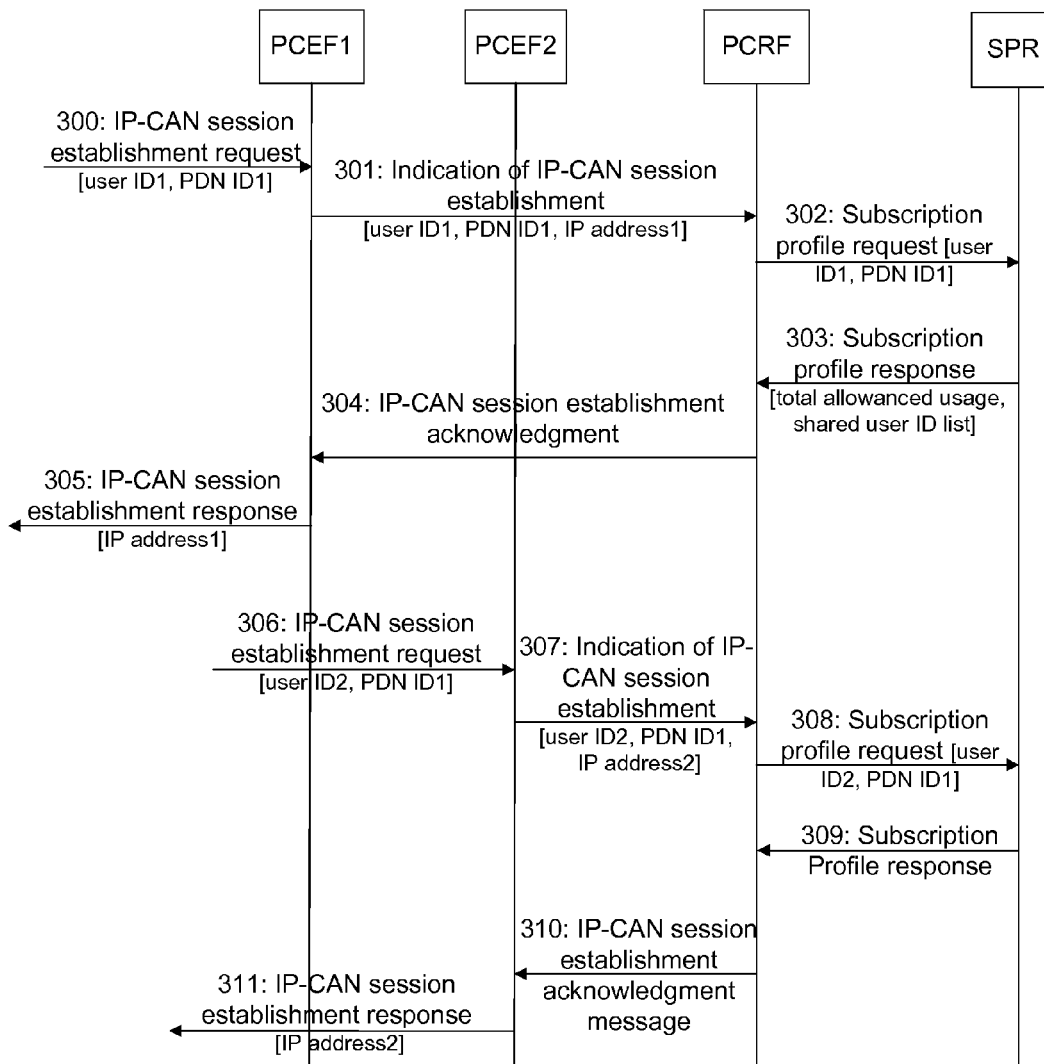 PCEF1
PCEF2
PCRF
SPR
300: IP-CAN session
establishment request
[user ID1, PDN ID1]
301: Indication of IP-CAN session
establishment
[user ID1, PDN ID1, IP address1]
302: Subscription
profile request [user
ID1, PDN ID1]
303: Subscription
profile response
[total allowanced usage,
shared user ID list]
304: IP-CAN session establishment
acknowledgment
305: IP-CAN session
establishment response
[IP address1]
306: IP-CAN session
establishment request
[user ID2, PDN ID1]
307: Indication of IP-
CAN session
establishment
[user ID2, PDN ID1,
IP address2]
308: Subscription
profile request [user
ID2, PDN ID1]
309: Subscription
Profile response
310: IP-CAN session
establishment
acknowledgment
message
311: IP-CAN session
establishment response
[IP address2]